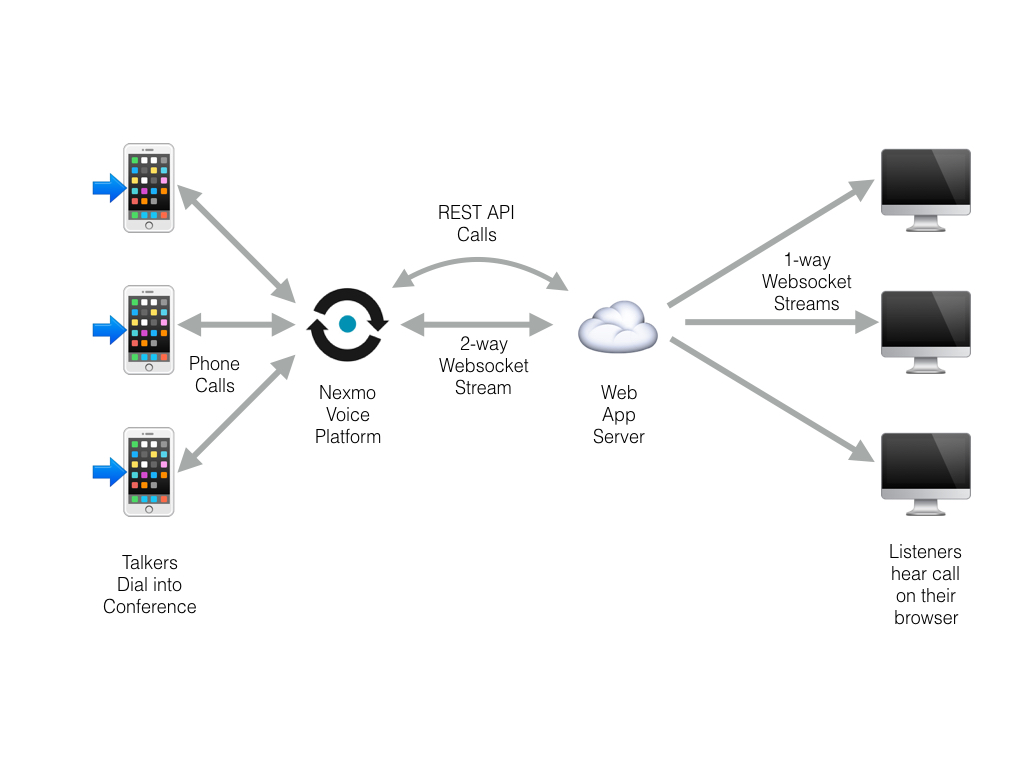 REST API
Calls
1-way
Websocket
Streams
Phone
Calls
2-way
Websocket
Stream
Nexmo
Voice
Platform
Web
App
Server
Talkers
Dial into
Conference
Listeners
hear call
on their
browser